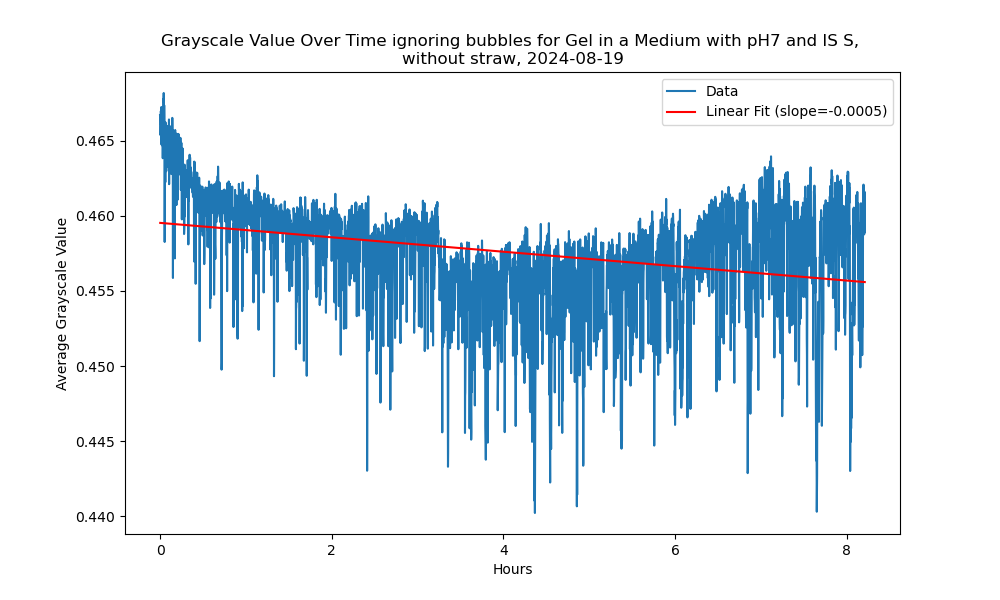 Grayscale Value Over Time ignoring bubbles for Gel in a Medium with pH7 and IS S,
without straw, 2024-08-19
Data
Linear Fit (slope=-0.0005)
Average Grayscale Value
0.465
0.460
0.455
0.450
0.445
0.440
0
2
4
6
8
Hours